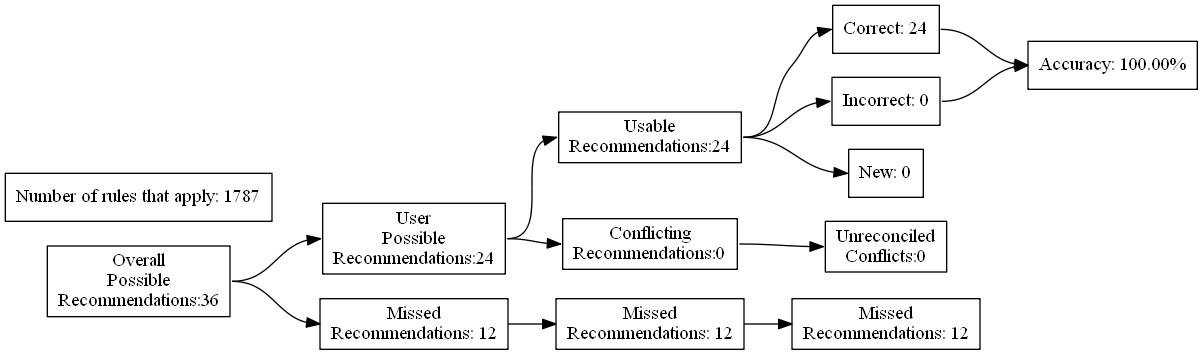 Number of rules that apply: 1787
Overall
Possible
Recommendations:36
User
Possible
Recommendations:24
Missed
Recommendations: 12
Usable
Recommendations:24
Conflicting
Recommendations:0
Missed
Recommendations: 12
Correct: 24
Incorrect: 0
New: 0
Unreconciled
Conflicts:0
Missed
Recommendations: 12
Accuracy: 100.00%